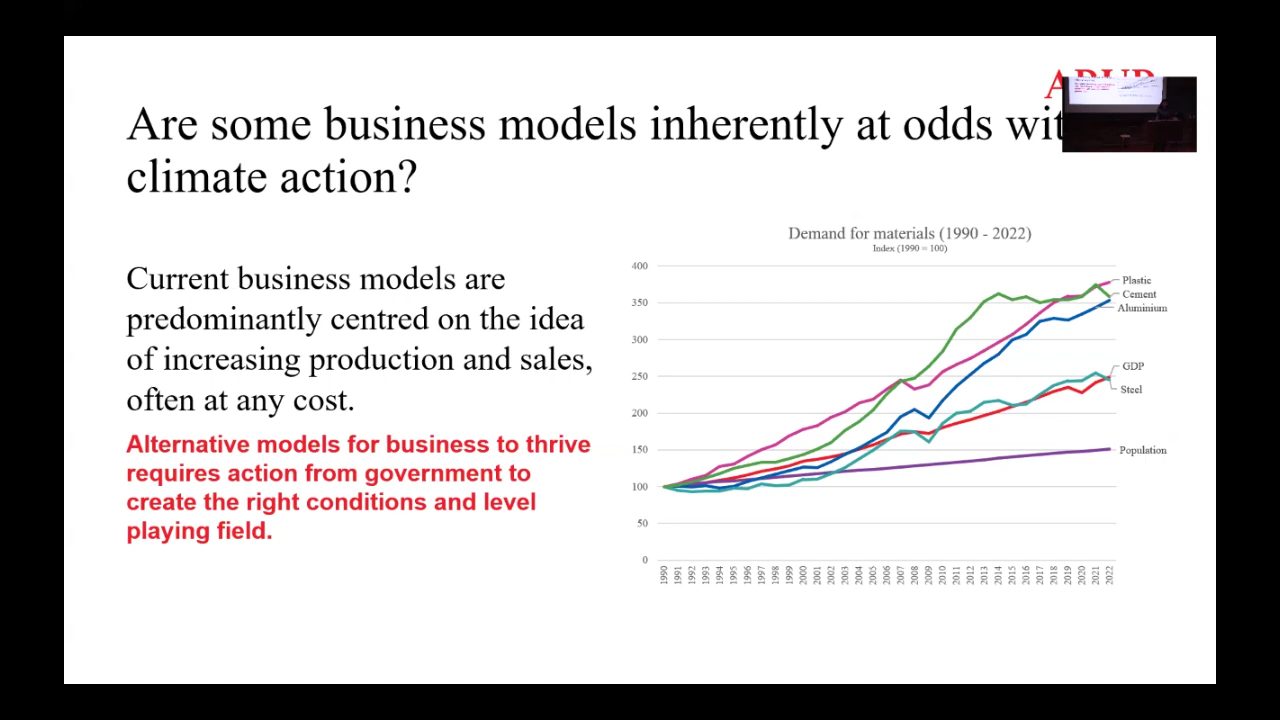 Are some business models inherently at odds wit
climate action?
Current business models are
predominantly centred on the idea
of increasing production and sales,
often at any cost.
Alternative models for business to thrive
requires action from government to
create the right conditions and level
playing field.
Demand for materials (1990 - 2022)
Index (1990 = 100)
400
350
300
250
200
150
100
50
0
Plastic
Cement
Aluminium
GDP
Steel
Population
1990
1991
1992
1993
1994
1995
1996
1997
1998
1999
2000
2001
2002
2003
2004
2005
2006
2007
2008
2009
2010
2011
2012
2013
2014
2015
2016
2017
2018
2019
2020
2021
2022